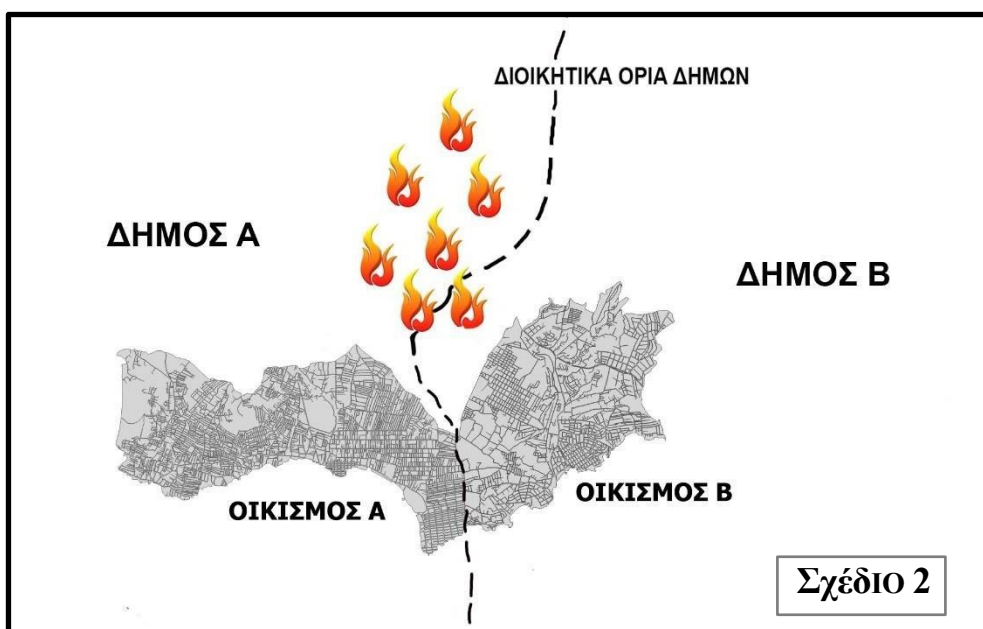 ΔΙΟΙΚΗΤΙΚΑ ΟΡΙΑ ΔΗΜΩΝ
ΔΗΜΟΣ Α
ΔΗΜΟΣ Β
ΟΙΚΙΣΜΟΣ Α
ΟΙΚΙΣΜΟΣ Β
Σχέδιο 2